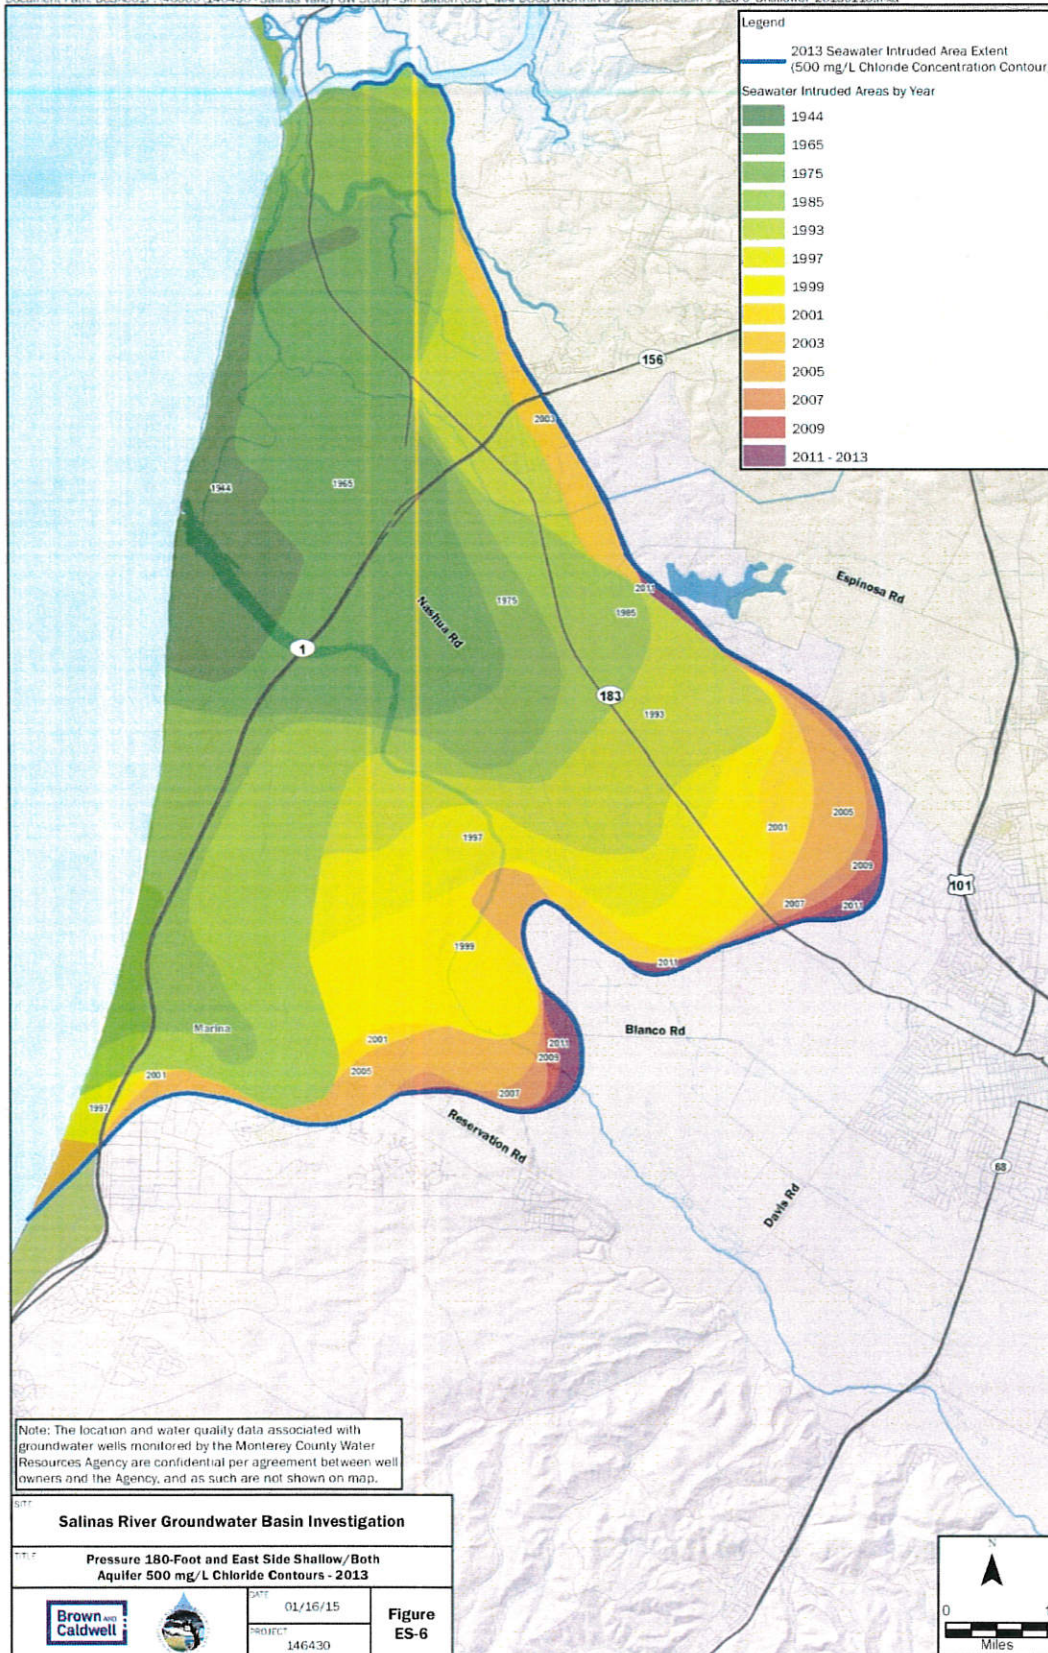 Legend
2013 Seawater Intruded Area Extent
(500 mg/L Chloride Concentration Contour
Seawater Intruded Areas by Year
1944
1965
1975
1985
1993
1997
1999
2001
2003
2005
2007
2009
2011 - 2013
156
2003
1944
1965
2011
Espinosa Rd
1975
1985
Nashua Rd
1
183
1993
1997
2001
2005
2009
101
2007
2011
1999
2011
Marina
Blanco Rd
2001
2011
2009
2001
2005
2007
1997
Reservation Rd
68
Davis Rd
Note: The location and water quality data associated with
groundwater wells monitored by the Monterey County Water
Resources Agency are confidential per agreement between well
owners and the Agency, and as such are not shown on map.
SITE
Salinas River Groundwater Basin Investigation
TITLE
Pressure 180-Foot and East Side Shallow/Both
Aquifer 500 mg/L Chloride Contours - 2013
Brown AND
Caldwell
DATE
01/16/15
PROJECT
146430
Figure
ES-6
N
0 1
Miles